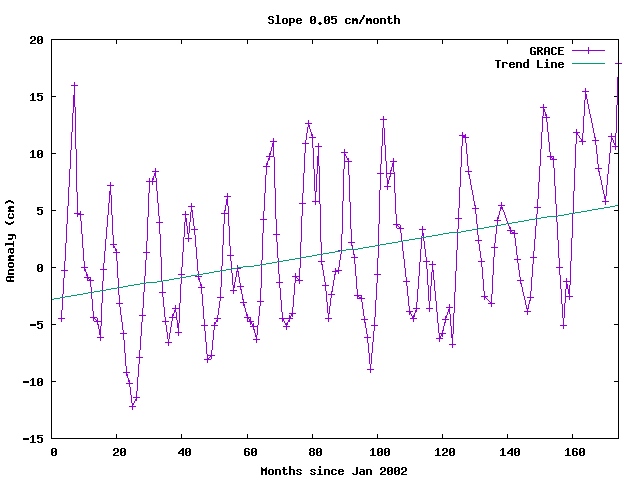 Slope 0.05 cm/month
GRACE
Trend Line
20
15
10
5
0
-5
-10
-15
Anomaly (cm)
0 20 40 60 80 100 120 140 160
Months since Jan 2002